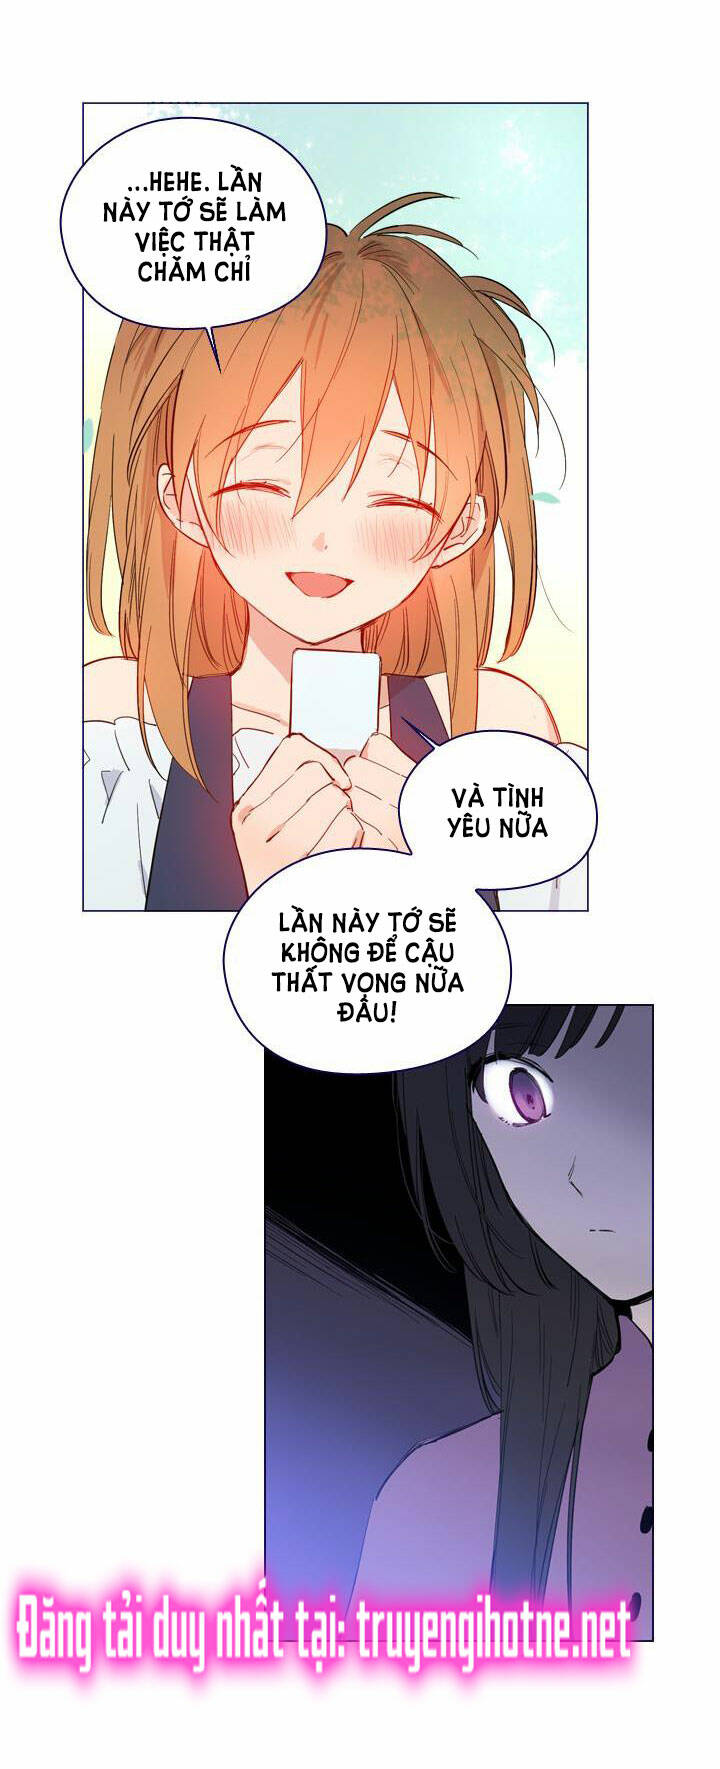 ...HEHE. LẦN
NÀY TỚ SẼ LÀM
VIỆC THẬT
CHĂM CHỈ
VÀ TÌNH
YÊU NỮA
LẦN NÀY TỚ SẼ
KHÔNG ĐỂ CẬU
THẤT VỌNG NỮA
ĐÂU!
Đăng tải duy nhất tại: truyengihotne.net